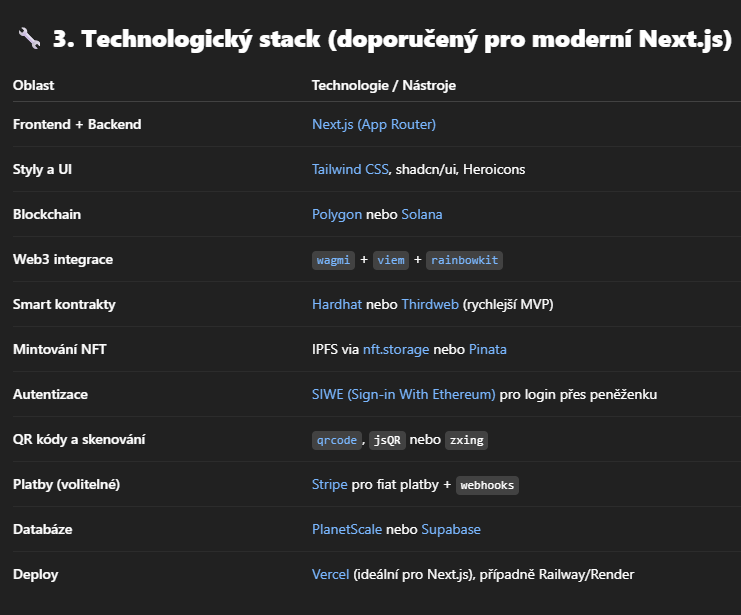 🔧 3. Technologický stack (doporučený pro moderní Next.js)
Oblast Technologie / Nástroje
Frontend + Backend Next.js (App Router)
Styly a UI Tailwind CSS, shadcn/ui, Heroicons
Blockchain Polygon nebo Solana
Web3 integrace wagmi + viem + rainbowkit
Smart kontrakty Hardhat nebo Thirdweb (rychlejší MVP)
Mintování NFT IPFS via nft.storage nebo Pinata
Autentizace SIWE (Sign-in With Ethereum) pro login přes peněženku
QR kódy a skenování qrcode, jsQR nebo zxing
Platby (volitelné) Stripe pro fiat platby + webhooks
Databáze PlanetScale nebo Supabase
Deploy Vercel (ideální pro Next.js), případně Railway/Render